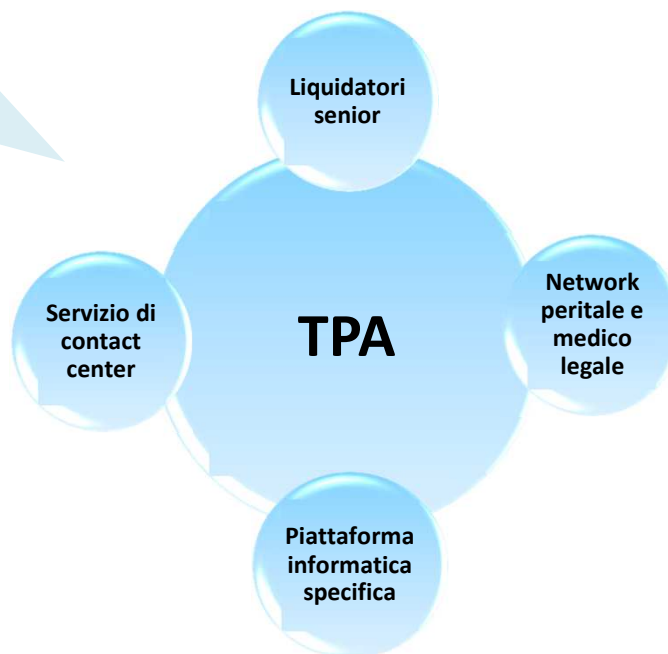 Liquidatori
senior
Servizio di
contact
center
TPA
Network
peritale e
medico
legale
Piattaforma
informatica
specifica